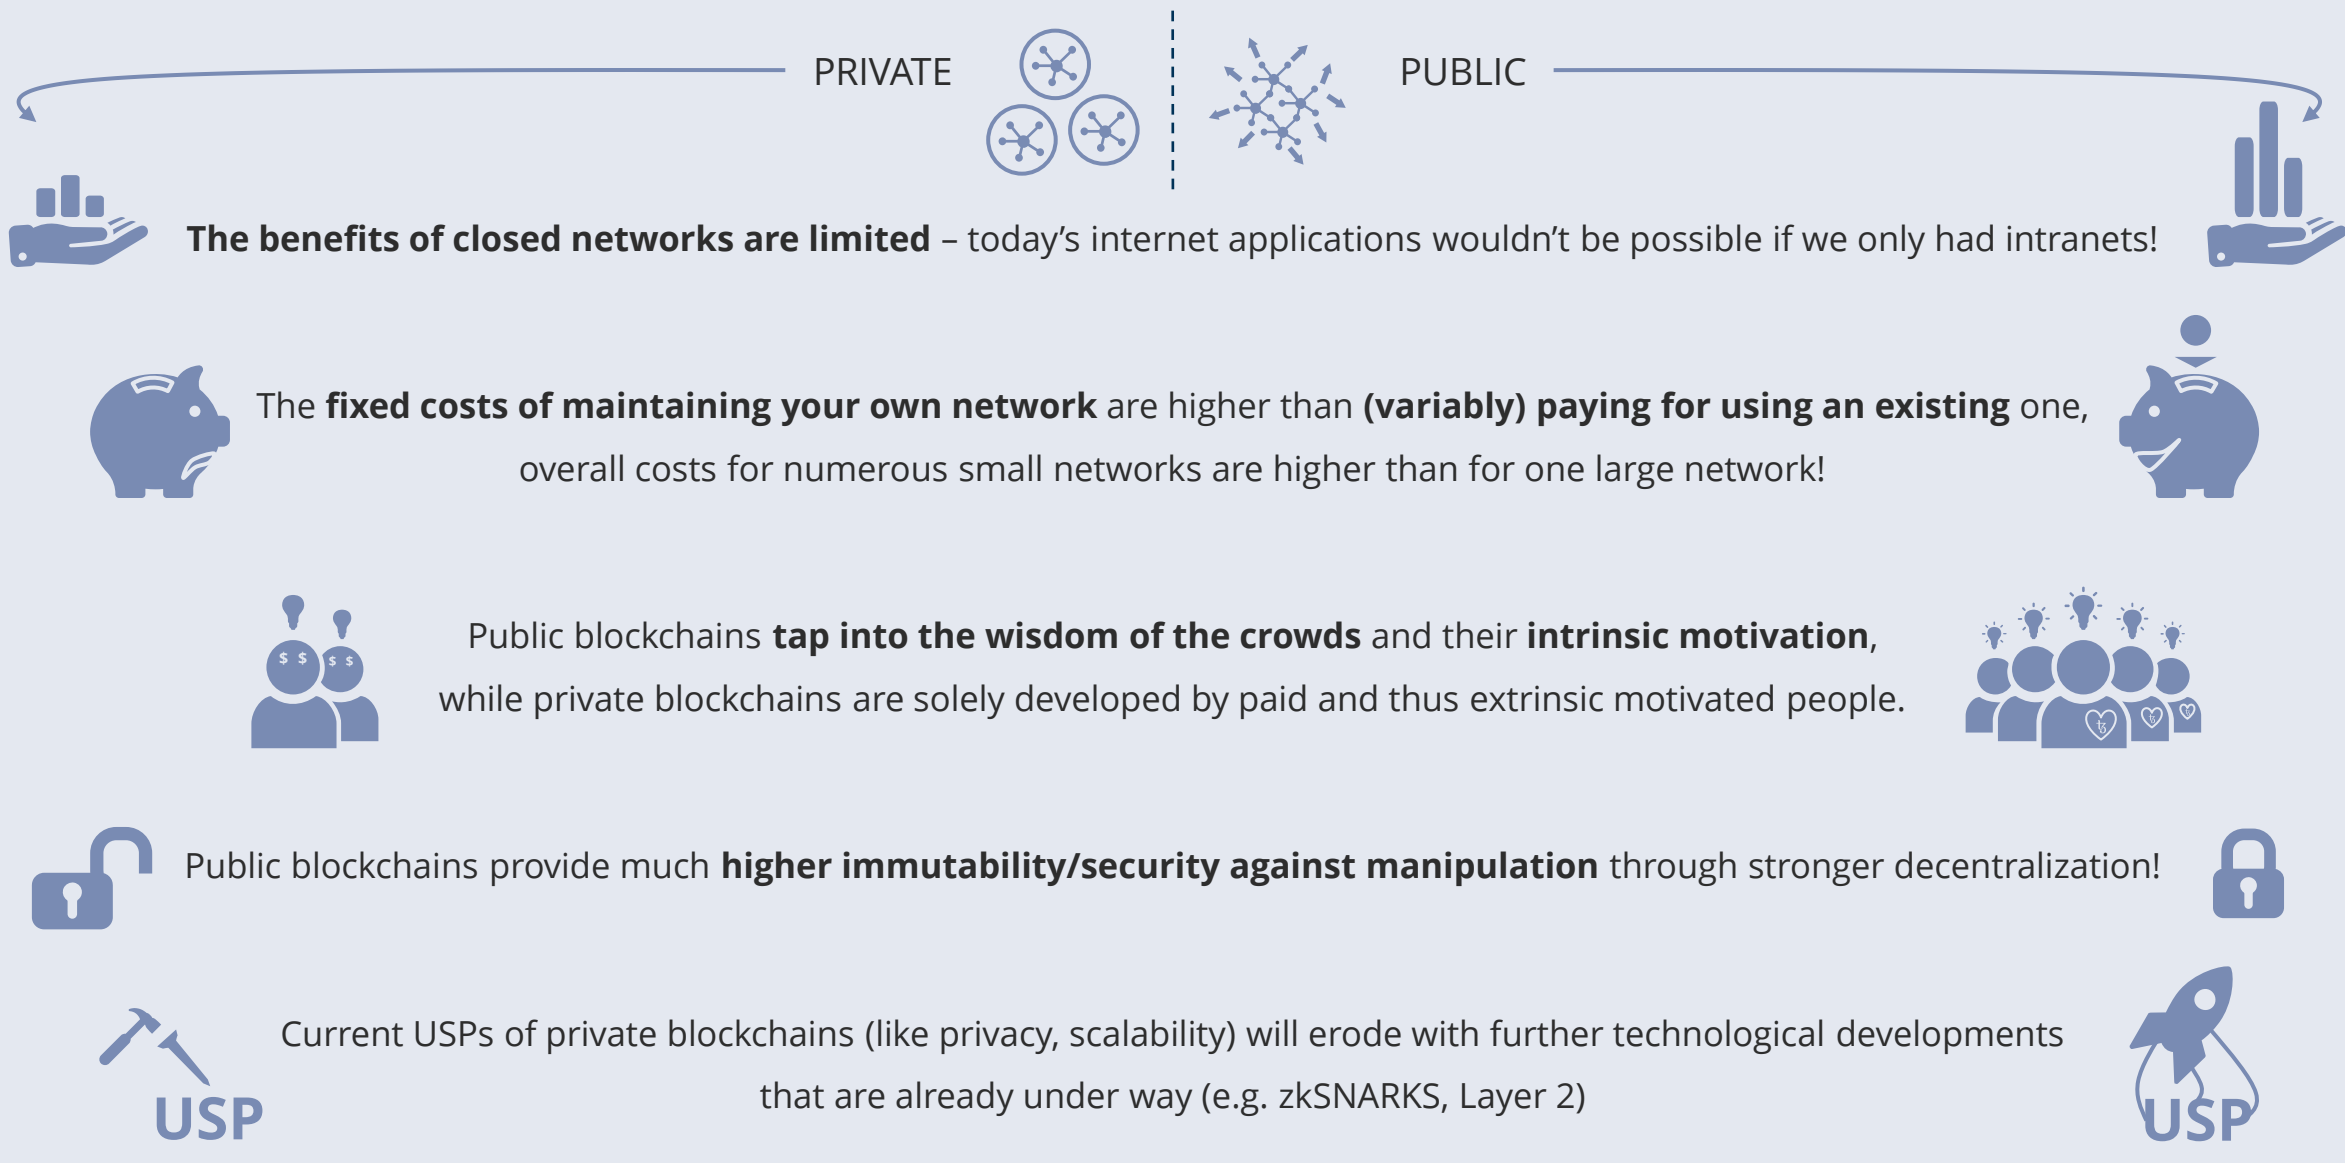 PRIVATE
PUBLIC
The benefits of closed networks are limited – today’s internet applications wouldn’t be possible if we only had intranets!
The fixed costs of maintaining your own network are higher than (variably) paying for using an existing one,
overall costs for numerous small networks are higher than for one large network!
$ $ $ $
Public blockchains tap into the wisdom of the crowds and their intrinsic motivation,
while private blockchains are solely developed by paid and thus extrinsic motivated people.
Public blockchains provide much higher immutability/security against manipulation through stronger decentralization!
Current USPs of private blockchains (like privacy, scalability) will erode with further technological developments
that are already under way (e.g. zkSNARKS, Layer 2)
USP
USP